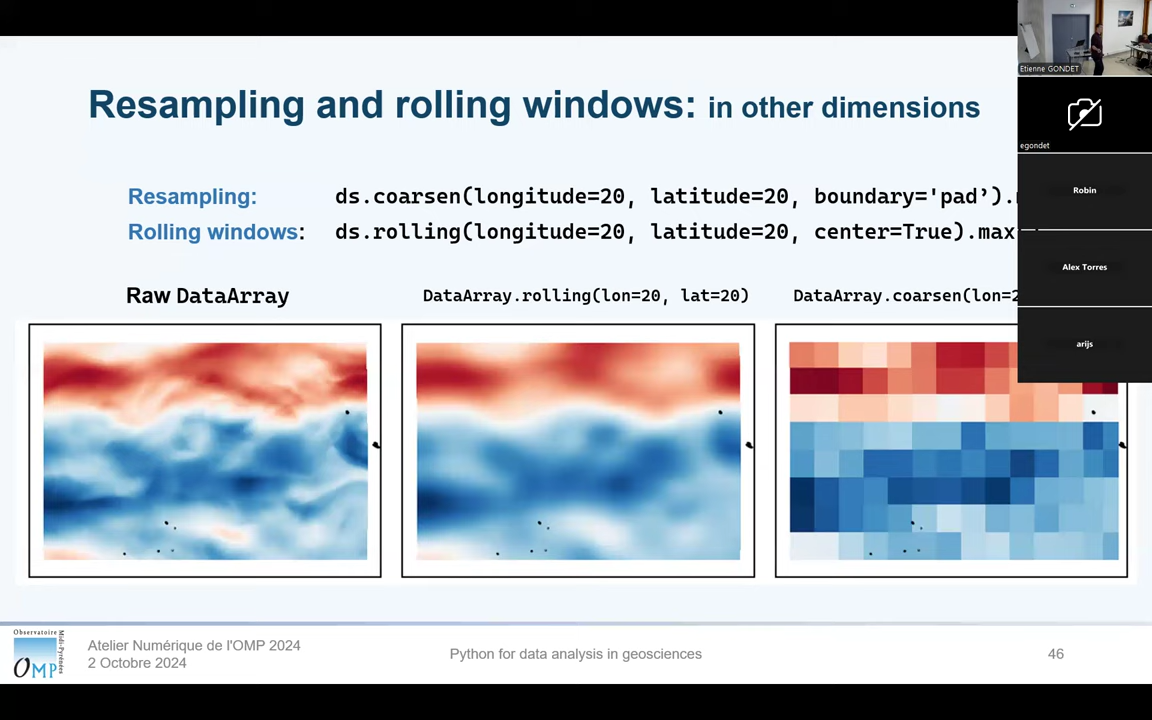 Resampling and rolling windows: in other dimensions
Resampling: ds.coarsen(longitude=20, latitude=20, boundary='pad’).
Rolling windows: ds.rolling(longitude=20, latitude=20, center=True).max
Raw DataArray
DataArray.rolling(lon=20, lat=20)
DataArray.coarsen(lon=2
Etienne GONDET
egondet
Robin
Alex Torres
arijs
Observatoire
Midi-Pyrénées
OMP
Atelier Numérique de l'OMP 2024
2 Octobre 2024
Python for data analysis in geosciences
46